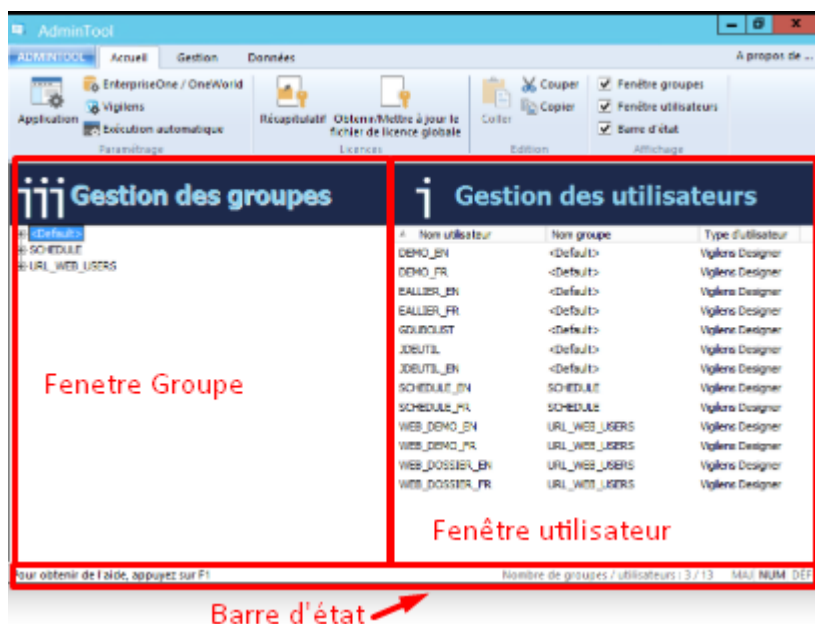 AdminTool
ADMINTOOL Accueil Gestion Données A propos de ...
Application
EnterpriseOne / OneWorld
Vigilens
Exécution automatique
Paramétrage
Récapitulatif
Obtenir/Mettre à jour le
fichier de licence globale
Licences
Coller
Couper
Copier
Edition
Fenêtre groupes
Fenêtre utilisateurs
Barre d'état
Affichage
Gestion des groupes
<Default>
SCHEDULE
URL_WEB_USERS
Fenetre Groupe
Gestion des utilisateurs
Nom utilisateur Nom groupe Type d'utilisateur
DEMO_EN <Default> Vigilens Designer
DEMO_FR <Default> Vigilens Designer
EALLIER_EN <Default> Vigilens Designer
EALLIER_FR <Default> Vigilens Designer
GDUBOUST <Default> Vigilens Designer
JDEUTIL <Default> Vigilens Designer
JDEUTIL_EN <Default> Vigilens Designer
SCHEDULE_EN SCHEDULE Vigilens Designer
SCHEDULE_FR SCHEDULE Vigilens Designer
WEB_DEMO_EN URL_WEB_USERS Vigilens Designer
WEB_DEMO_FR URL_WEB_USERS Vigilens Designer
WEB_DOSSIER_EN URL_WEB_USERS Vigilens Designer
WEB_DOSSIER_FR URL_WEB_USERS Vigilens Designer
Fenêtre utilisateur
Pour obtenir de l'aide, appuyez sur F1
Nombre de groupes / utilisateurs : 3 / 13 MAJ NUM DEF
Barre d'état